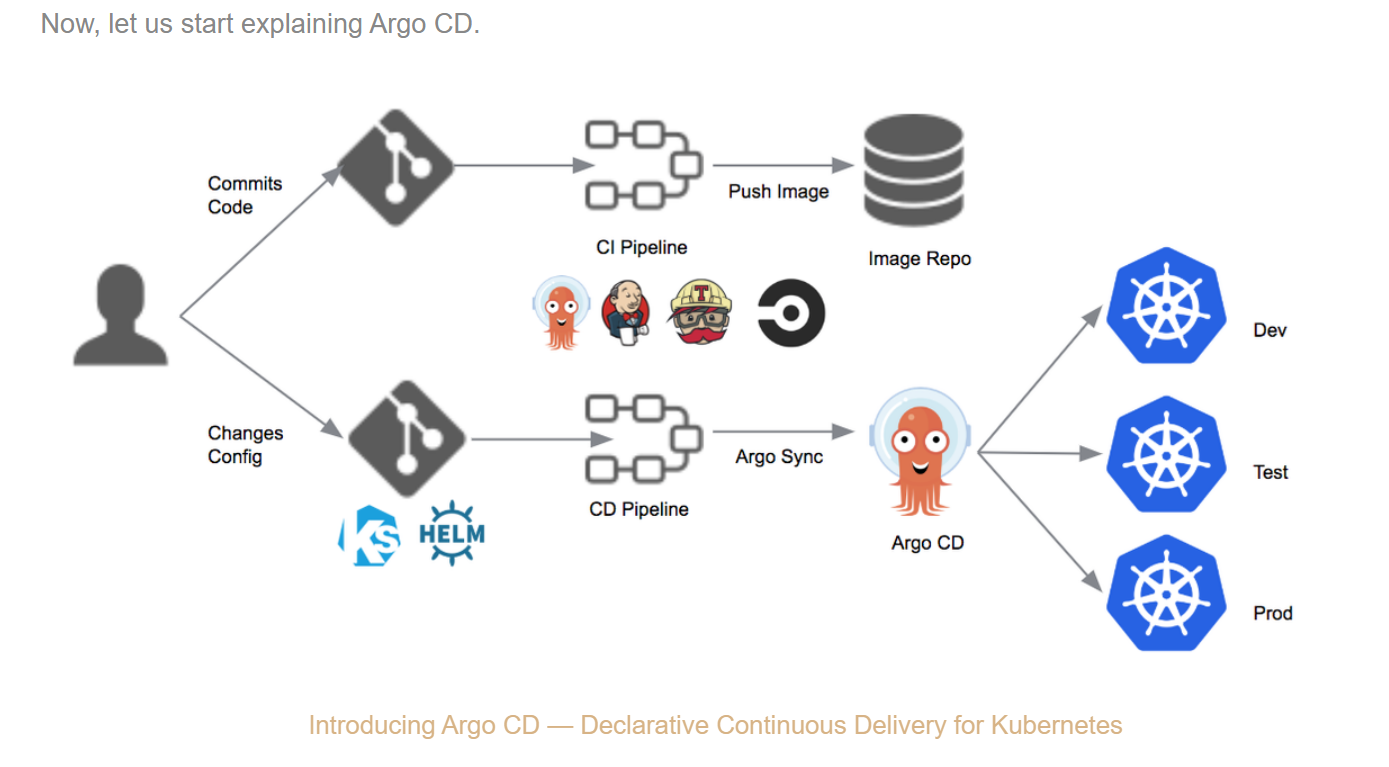 Now, let us start explaining Argo CD.
Commits
Code
Push Image
CI Pipeline
Image Repo
T
Dev
Changes
Config
Argo Sync
CD Pipeline
Ks
HELM
Argo CD
Test
Prod
Introducing Argo CD — Declarative Continuous Delivery for Kubernetes